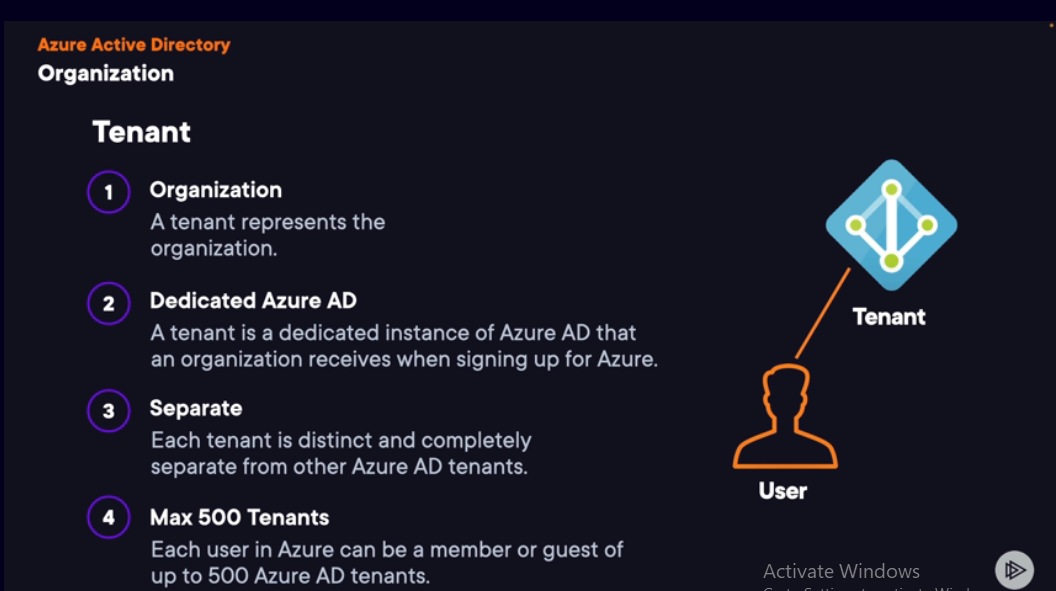 Azure Active Directory
Organization
Tenant
1
Organization
A tenant represents the
organization.
2
Dedicated Azure AD
A tenant is a dedicated instance of Azure AD that
an organization receives when signing up for Azure.
3
Separate
Each tenant is distinct and completely
separate from other Azure AD tenants.
4
Max 500 Tenants
Each user in Azure can be a member or guest of
up to 500 Azure AD tenants.
Tenant
User
Activate Windows